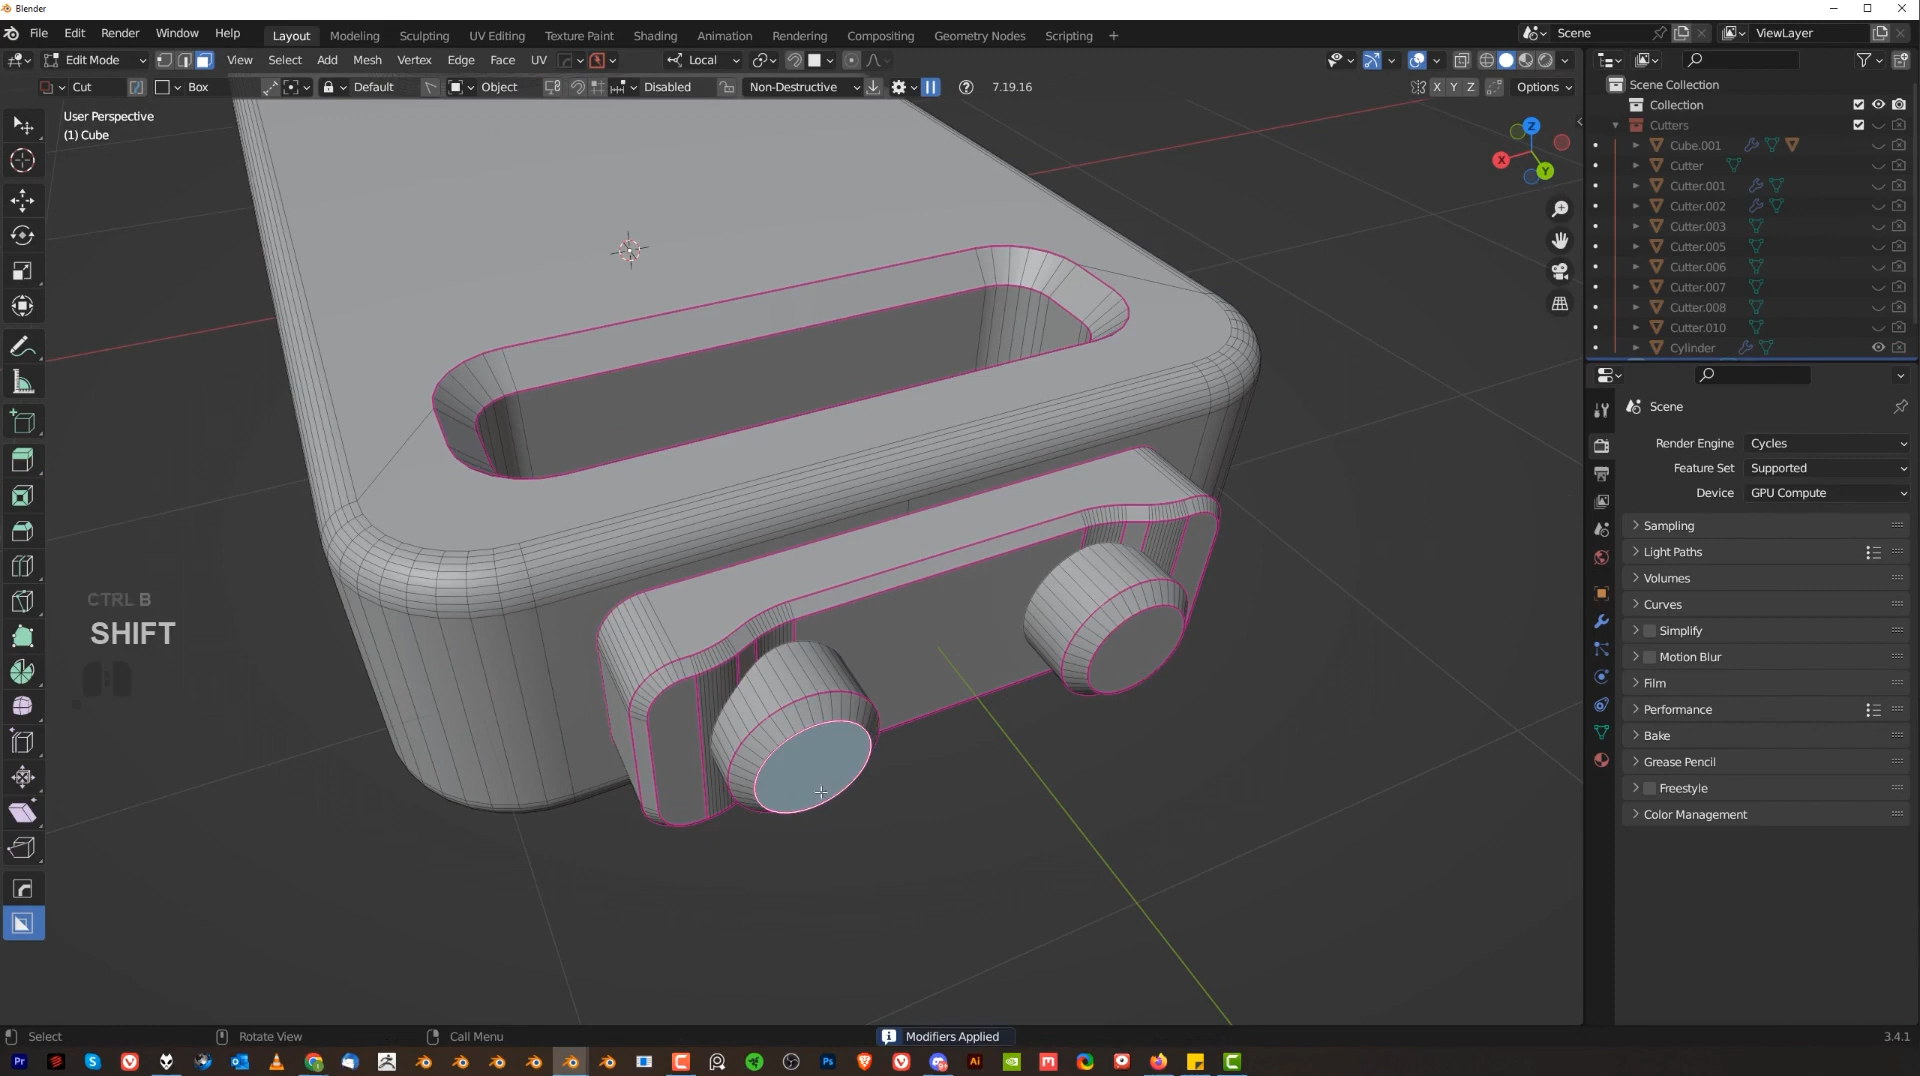 Blender
File Edit Render Window Help Layout Modeling Sculpting UV Editing Texture Paint Shading Animation Rendering Compositing Geometry Nodes Scripting + Scene ViewLayer
Edit Mode View Select Add Mesh Vertex Edge Face UV Local
Cut Box Default Object Disabled Non-Destructive 7.19.16 X Y Z Options
User Perspective
(1) Cube
Z
X
Y
CTRL B
SHIFT
Scene Collection
Collection
Cutters
Cube.001
Cutter
Cutter.001
Cutter.002
Cutter.003
Cutter.005
Cutter.006
Cutter.007
Cutter.008
Cutter.010
Cylinder
Scene
Render Engine Cycles
Feature Set Supported
Device GPU Compute
Sampling
Light Paths
Volumes
Curves
Simplify
Motion Blur
Film
Performance
Bake
Grease Pencil
Freestyle
Color Management
Select Rotate View Call Menu Modifiers Applied 3.4.1
Pr Ps Ai